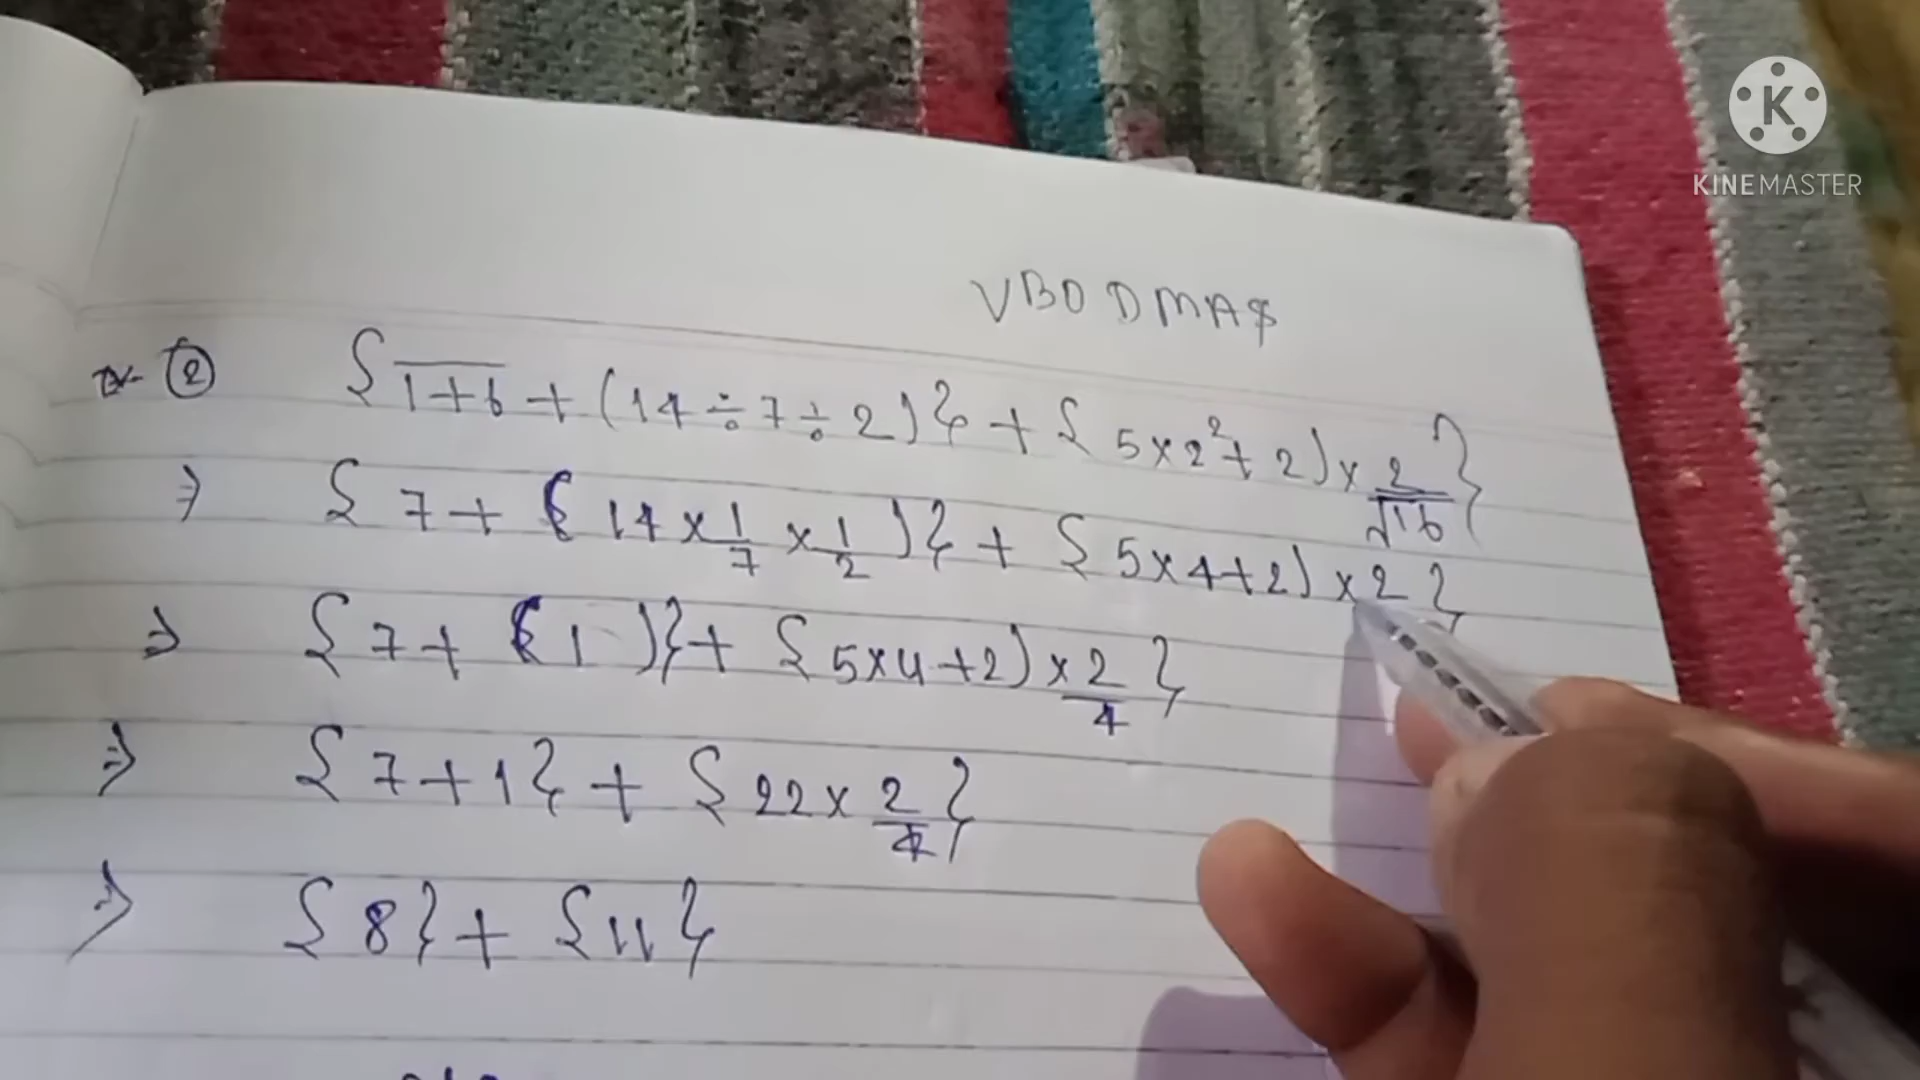 K
KINEMASTER
VBODMAS
② { 1+6 + (14÷7÷2)} + { 5×2²+2)× 2/√16 }
⇒ { 7 + ( 14 × 1/7 × 1/2 )} + { 5×4+2) ×2 }
⇒ { 7 + ( 1 )} + { 5×4+2) × 2/4 }
⇒ { 7+1} + { 22× 2/4 }
⇒ { 8} + { 11}